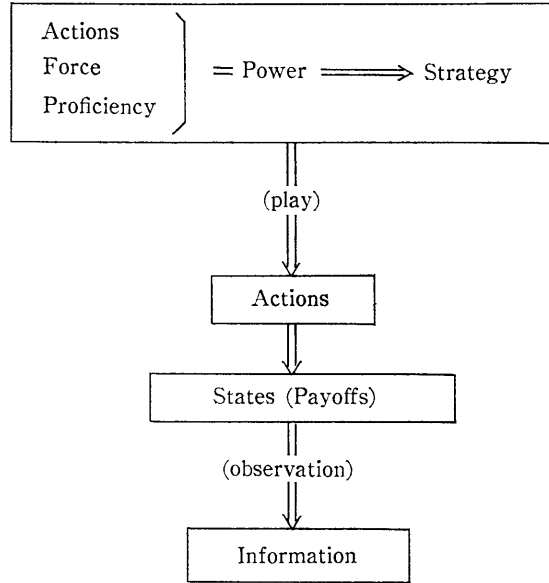 Actions
Force
Proficiency
= Power ⟹ Strategy
(play)
Actions
States (Payoffs)
(observation)
Information